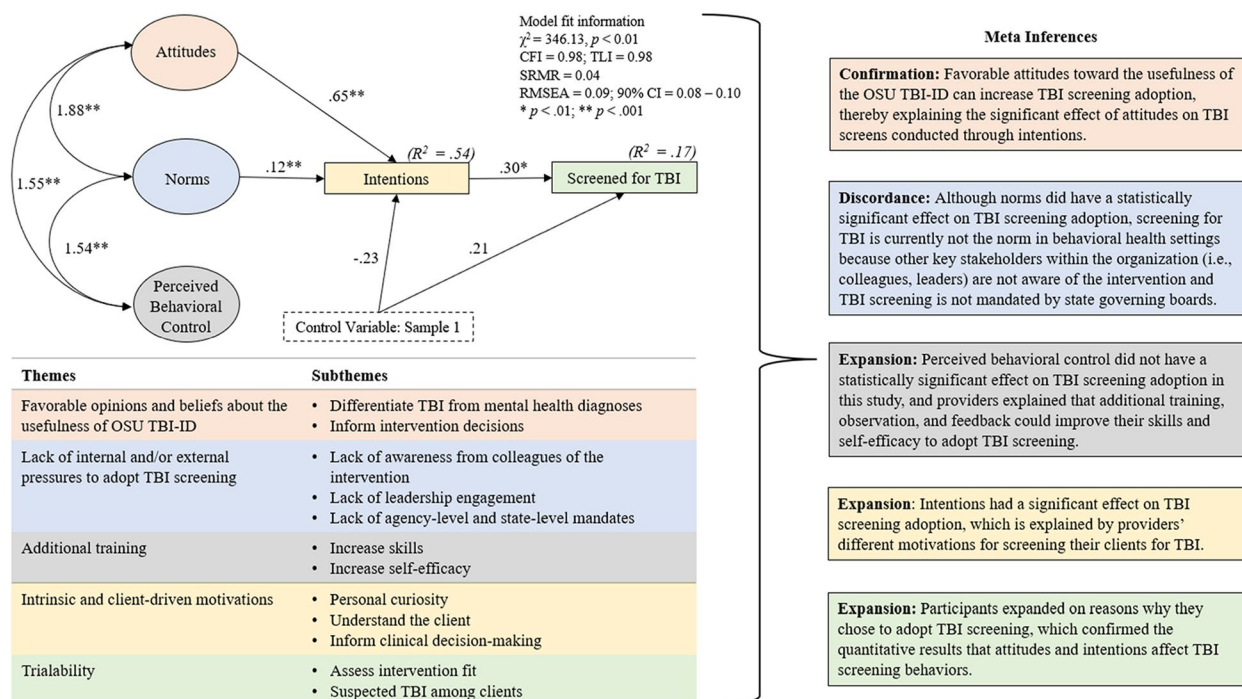 Attitudes
Norms
Perceived
Behavioral
Control
1.88**
1.55**
1.54**
.65**
.12**
(R² = .54)
Intentions
.30*
(R² = .17)
Screened for TBI
-.23
.21
Control Variable: Sample 1
Model fit information
χ² = 346.13, p < 0.01
CFI = 0.98; TLI = 0.98
SRMR = 0.04
RMSEA = 0.09; 90% CI = 0.08 – 0.10
* p < .01; ** p < .001
Themes Subthemes
Favorable opinions and beliefs about the
usefulness of OSU TBI-ID
• Differentiate TBI from mental health diagnoses
• Inform intervention decisions
Lack of internal and/or external
pressures to adopt TBI screening
• Lack of awareness from colleagues of the
intervention
• Lack of leadership engagement
• Lack of agency-level and state-level mandates
Additional training
• Increase skills
• Increase self-efficacy
Intrinsic and client-driven motivations
• Personal curiosity
• Understand the client
• Inform clinical decision-making
Trialability
• Assess intervention fit
• Suspected TBI among clients
Meta Inferences
Confirmation: Favorable attitudes toward the usefulness of
the OSU TBI-ID can increase TBI screening adoption,
thereby explaining the significant effect of attitudes on TBI
screens conducted through intentions.
Discordance: Although norms did have a statistically
significant effect on TBI screening adoption, screening for
TBI is currently not the norm in behavioral health settings
because other key stakeholders within the organization (i.e.,
colleagues, leaders) are not aware of the intervention and
TBI screening is not mandated by state governing boards.
Expansion: Perceived behavioral control did not have a
statistically significant effect on TBI screening adoption in
this study, and providers explained that additional training,
observation, and feedback could improve their skills and
self-efficacy to adopt TBI screening.
Expansion: Intentions had a significant effect on TBI
screening adoption, which is explained by providers’
different motivations for screening their clients for TBI.
Expansion: Participants expanded on reasons why they
chose to adopt TBI screening, which confirmed the
quantitative results that attitudes and intentions affect TBI
screening behaviors.